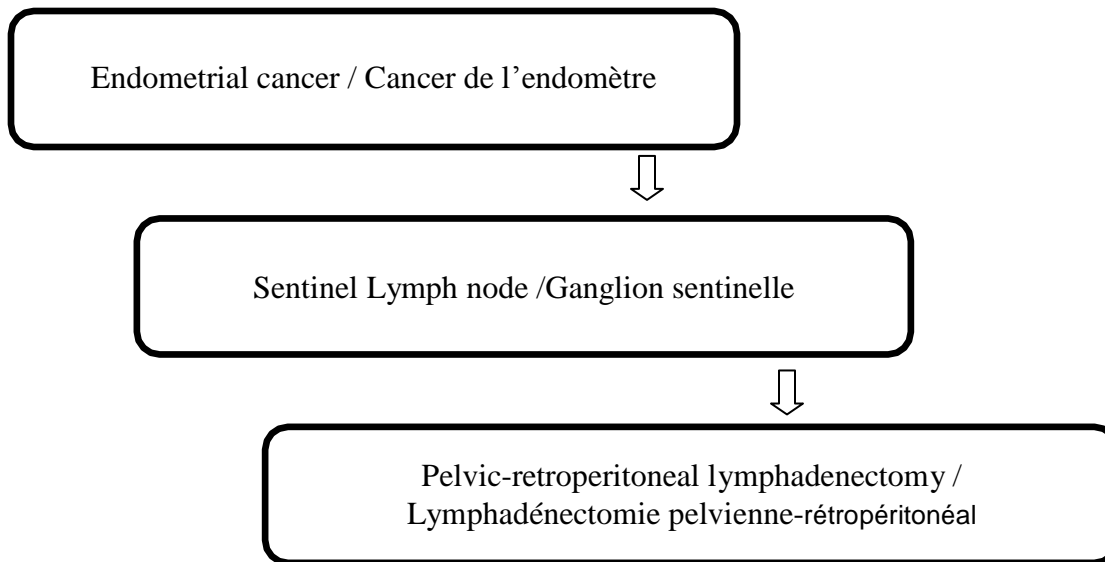 Endometrial cancer / Cancer de l’endomètre
Sentinel Lymph node /Ganglion sentinelle
Pelvic-retroperitoneal lymphadenectomy /
Lymphadénectomie pelvienne-rétropéritonéal